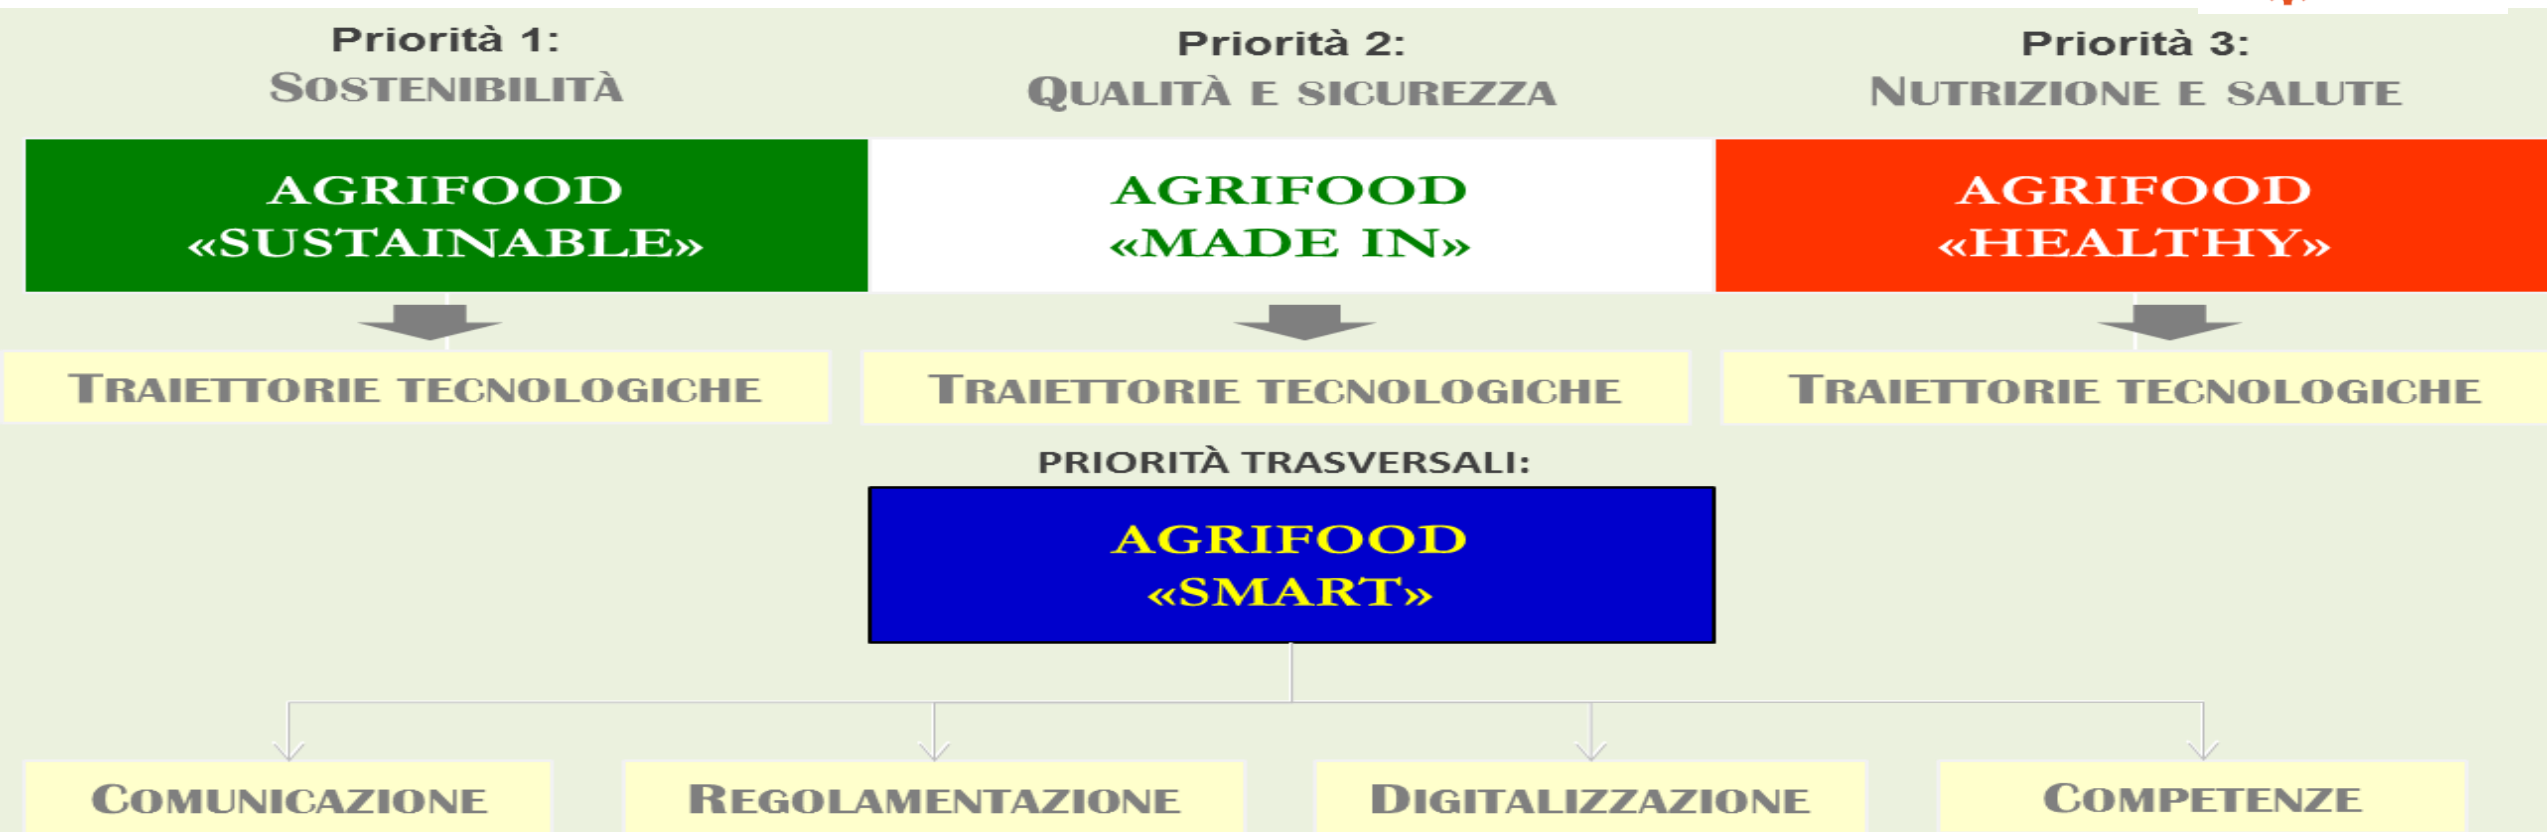 Priorità 1:
SOSTENIBILITÀ
Priorità 2:
QUALITÀ E SICUREZZA
Priorità 3:
NUTRIZIONE E SALUTE
AGRIFOOD
«SUSTAINABLE»
AGRIFOOD
«MADE IN»
AGRIFOOD
«HEALTHY»
TRAIETTORIE TECNOLOGICHE
TRAIETTORIE TECNOLOGICHE
TRAIETTORIE TECNOLOGICHE
PRIORITÀ TRASVERSALI:
AGRIFOOD
«SMART»
COMUNICAZIONE
REGOLAMENTAZIONE
DIGITALIZZAZIONE
COMPETENZE